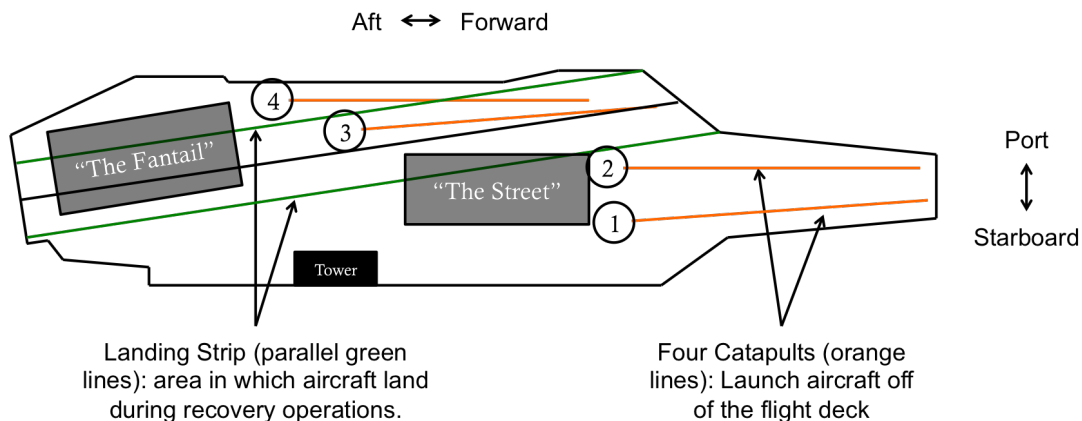 Aft Forward
4
3
"The Fantail"
2
"The Street"
1
Port
Starboard
Tower
Landing Strip (parallel green
lines): area in which aircraft land
during recovery operations.
Four Catapults (orange
lines): Launch aircraft off
of the flight deck